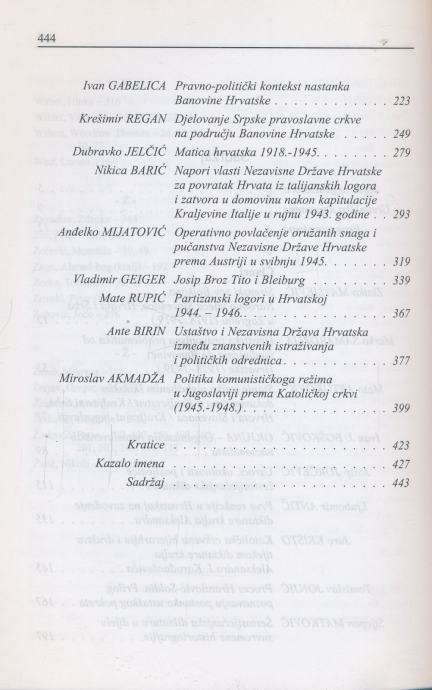 444
Ivan GABELICA Pravno-politički kontekst nastanka
Banovine Hrvatske . . . . . . . . . . . . 223
Krešimir REGAN Djelovanje Srpske pravoslavne crkve
na području Banovine Hrvatske . . . . . 249
Dubravko JELČIĆ Matica hrvatska 1918.-1945. . . . . . . . 279
Nikica BARIĆ Napori vlasti Nezavisne Države Hrvatske
za povratak Hrvata iz talijanskih logora
i zatvora u domovinu nakon kapitulacije
Kraljevine Italije u rujnu 1943. godine . . 293
Anđelko MIJATOVIĆ Operativno povlačenje oružanih snaga i
pučanstva Nezavisne Države Hrvatske
prema Austriji u svibnju 1945. . . . . . . 319
Vladimir GEIGER Josip Broz Tito i Bleiburg . . . . . . . . . 339
Mate RUPIĆ Partizanski logori u Hrvatskoj
1944. – 1946. . . . . . . . . . . . . . . 367
Ante BIRIN Ustaštvo i Nezavisna Država Hrvatska
između znanstvenih istraživanja
i političkih odrednica . . . . . . . . . . . 377
Miroslav AKMADŽA Politika komunističkoga režima
u Jugoslaviji prema Katoličkoj crkvi
(1945.-1948.) . . . . . . . . . . . . . . . 399
Kratice . . . . . . . . . . . . . . . . . . . . 423
Kazalo imena . . . . . . . . . . . . . . . . . . . . 427
Sadržaj . . . . . . . . . . . . . . . . . . . . 443